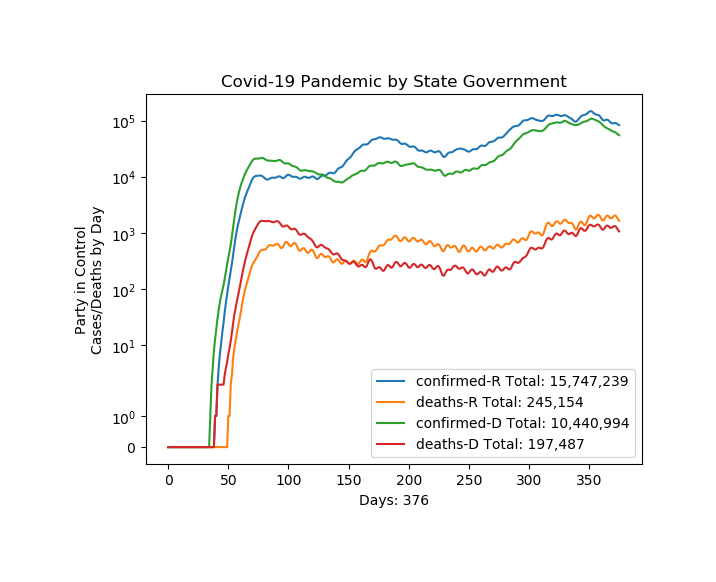 Covid-19 Pandemic by State Government
Party in Control
Cases/Deaths by Day
10^5
10^4
10^3
10^2
10^1
10^0
0
confirmed-R Total: 15,747,239
deaths-R Total: 245,154
confirmed-D Total: 10,440,994
deaths-D Total: 197,487
0 50 100 150 200 250 300 350
Days: 376